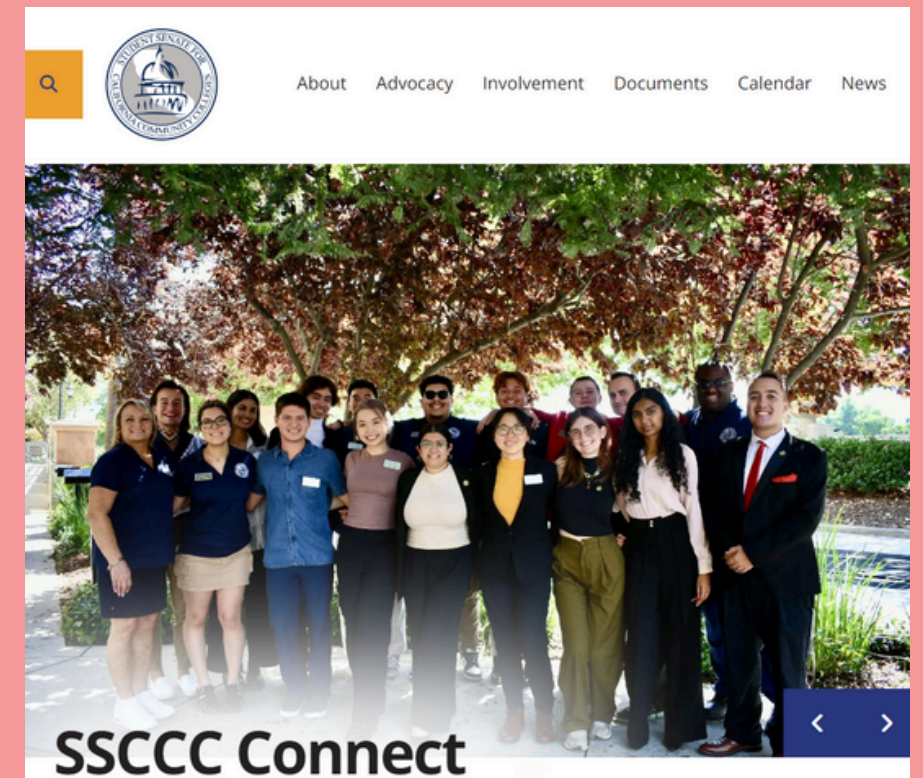 STUDENT SENATE FOR
CALIFORNIA COMMUNITY COLLEGES
About Advocacy Involvement Documents Calendar News
SSCCC Connect